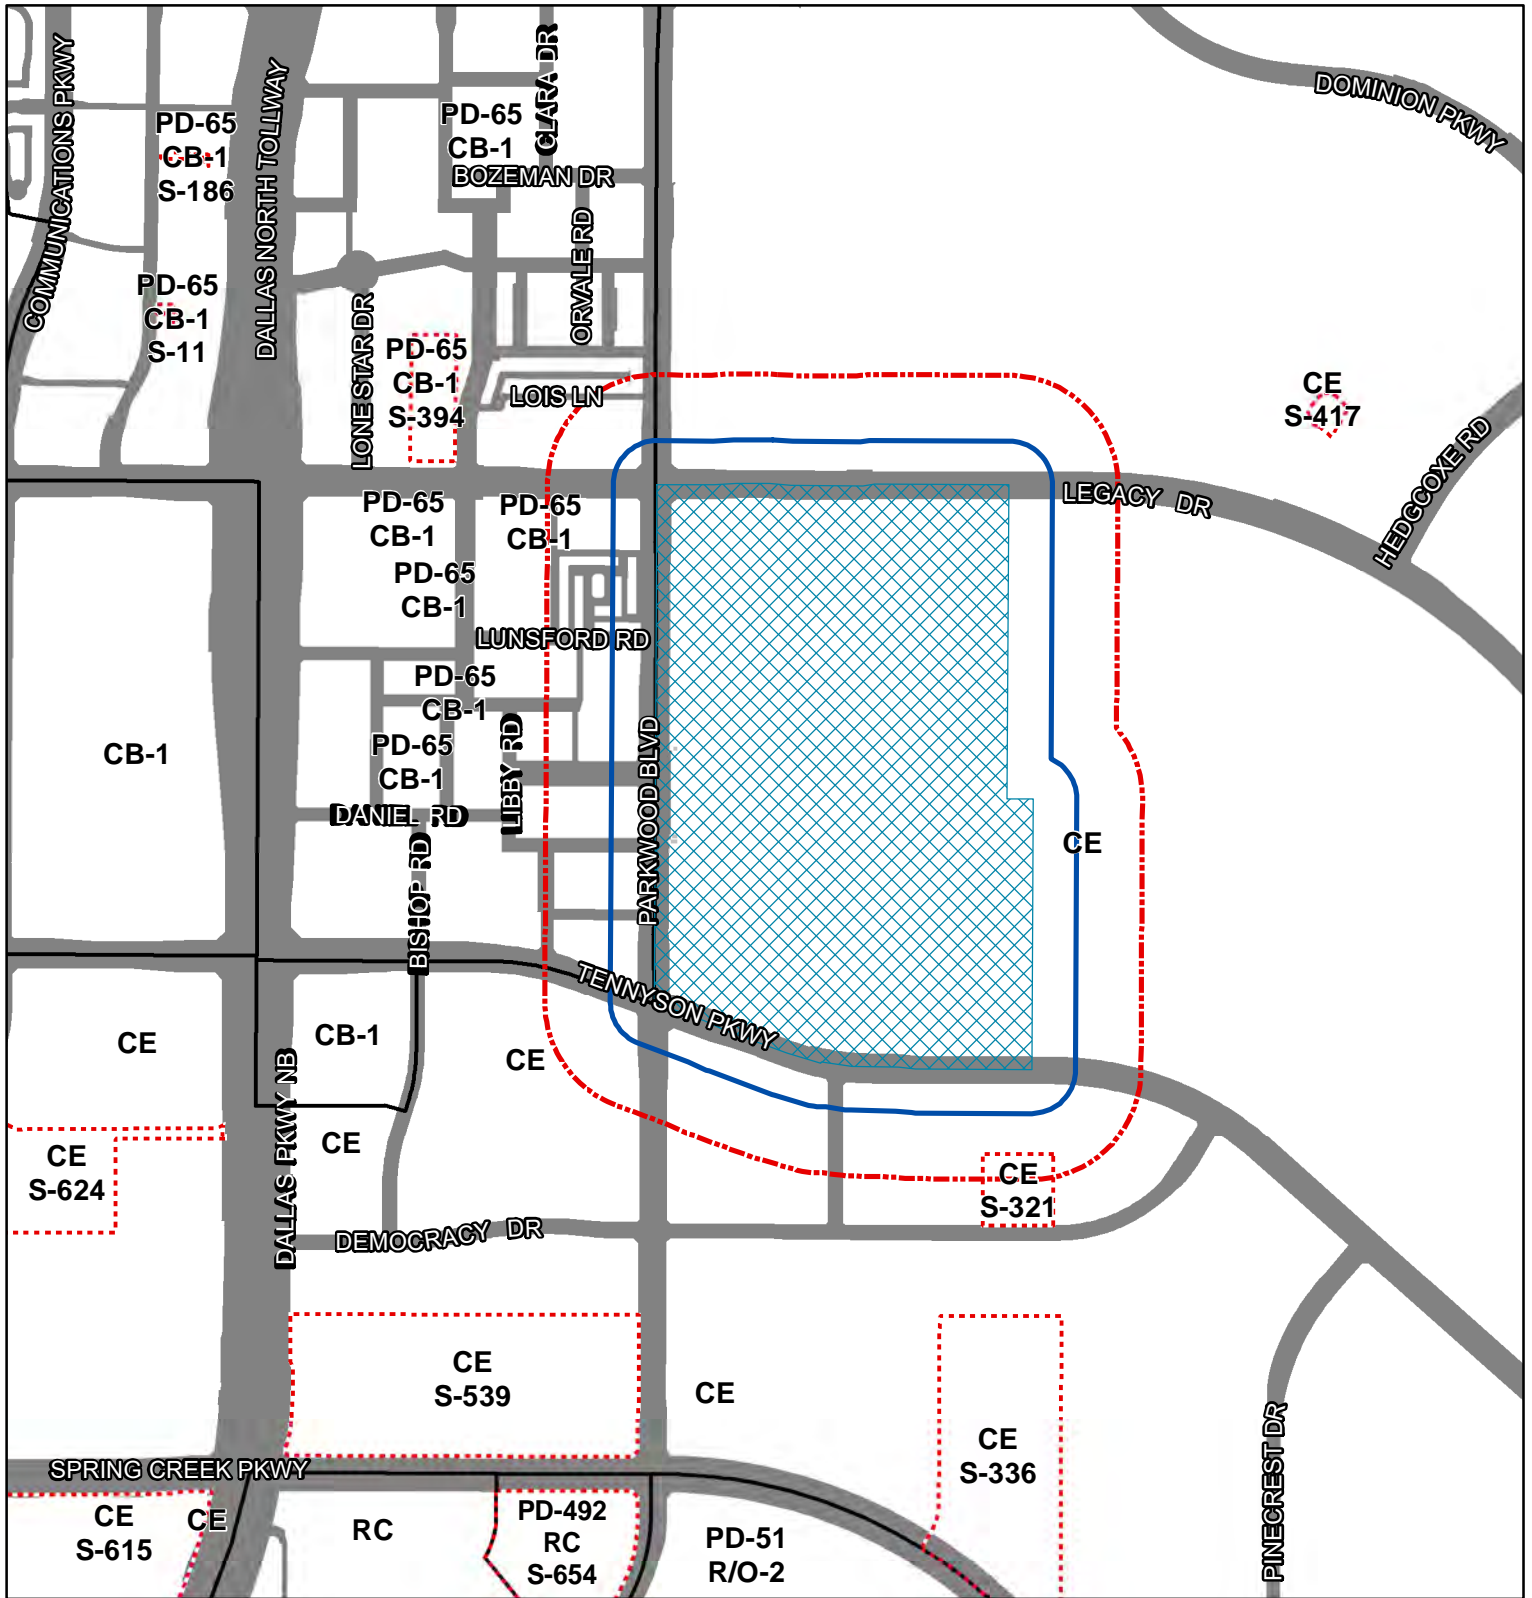 COMMUNICATIONS PKWY
DALLAS NORTH TOLLWAY
CLARA DR
DOMINION PKWY
PD-65
CB-1
S-186
PD-65
CB-1
BOZEMAN DR
ORVALE RD
PD-65
CB-1
S-11
LONE STAR DR
PD-65
CB-1
S-394
LOIS LN
CE
S-417
HEDGCOXE RD
LEGACY DR
PD-65
CB-1
PD-65
CB-1
PD-65
CB-1
LUNSFORD RD
PD-65
CB-1
PD-65
CB-1
LIBBY RD
PARKWOOD BLVD
CB-1
DANIEL RD
BISHOP RD
CE
TENNYSON PKWY
CE
CB-1
CE
DALLAS PKWY NB
CE
CE
S-624
CE
S-321
DEMOCRACY DR
CE
S-539
CE
CE
S-336
PINECREST DR
SPRING CREEK PKWY
CE
S-615
CE
RC
PD-492
RC
S-654
PD-51
R/O-2